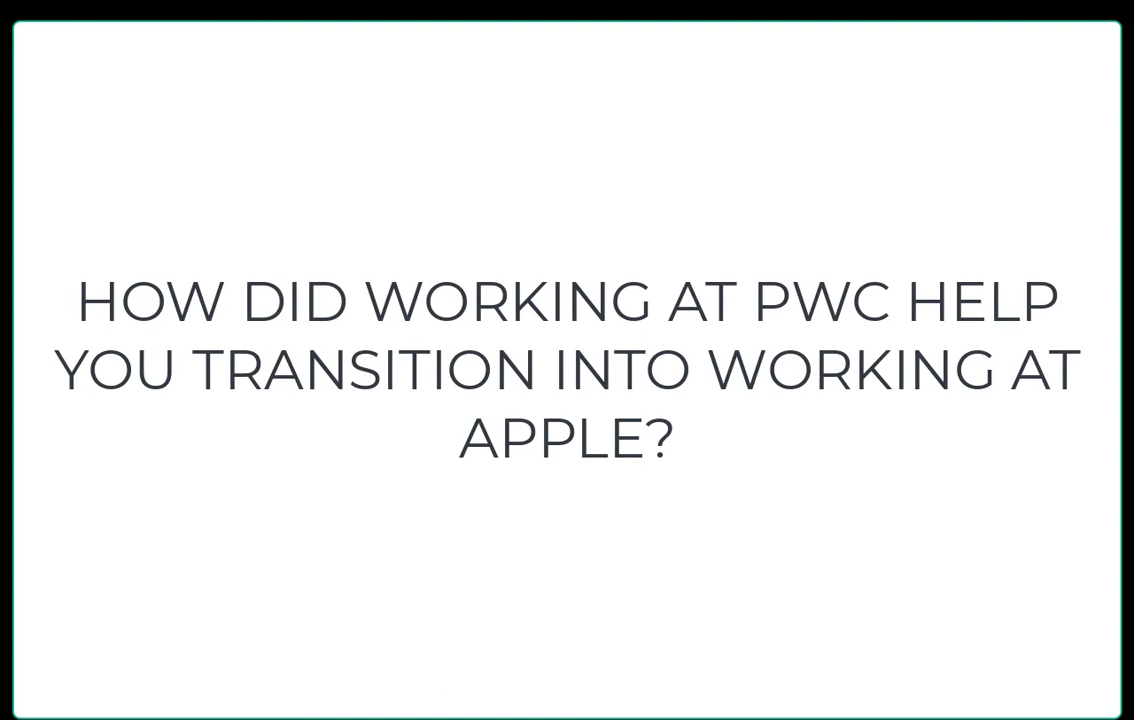 HOW DID WORKING AT PWC HELP
YOU TRANSITION INTO WORKING AT
APPLE?